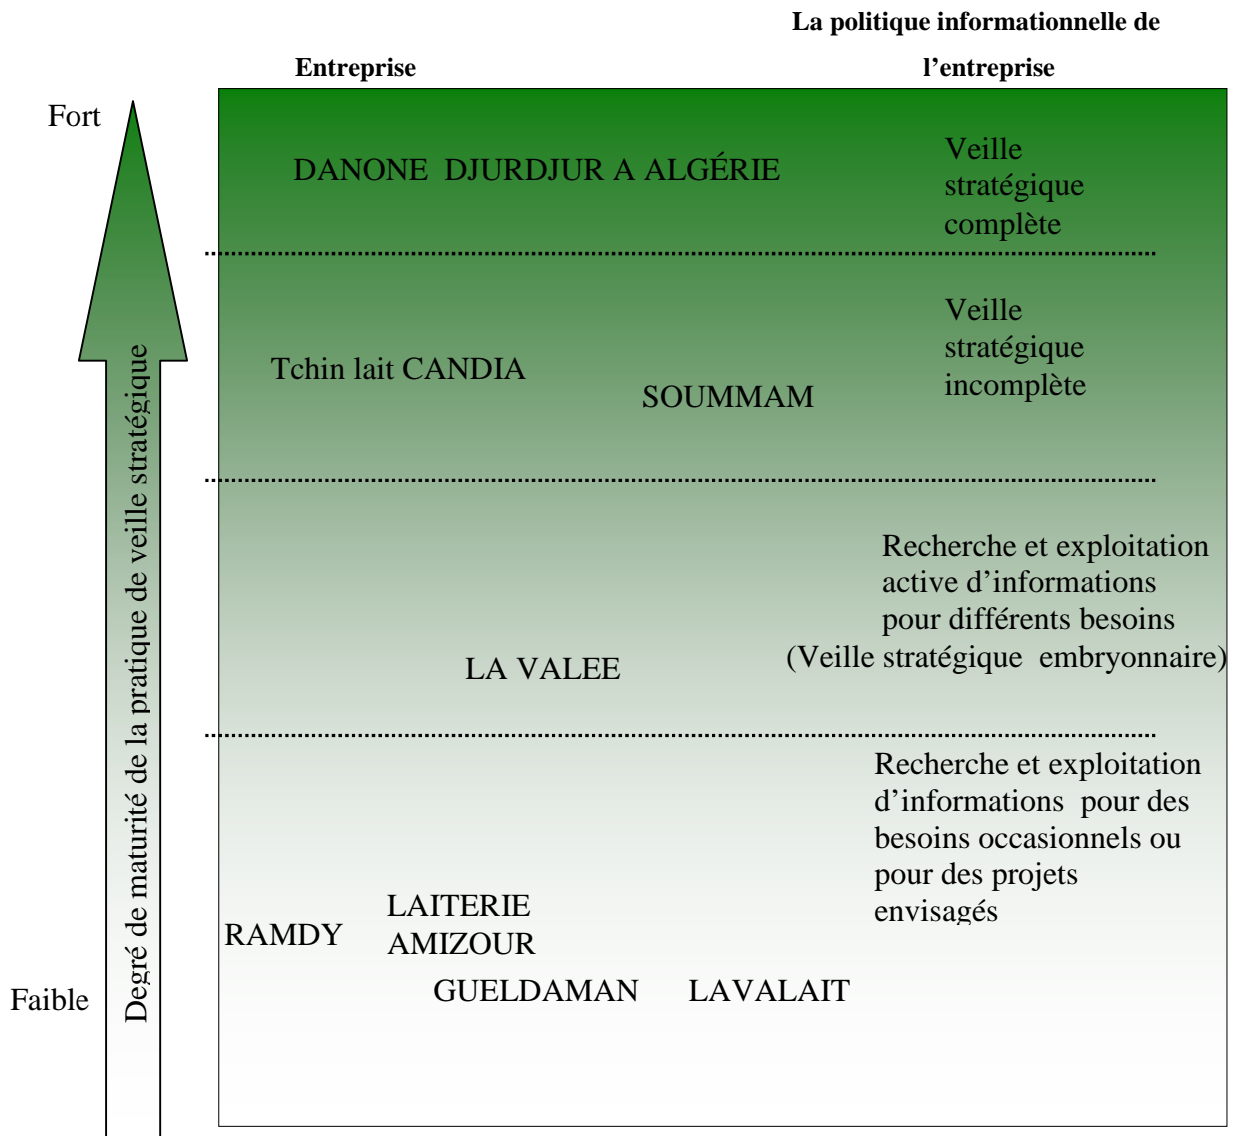 La politique informationnelle de
l’entreprise
Entreprise
Fort
DANONE DJURDJUR A ALGÉRIE
Veille
stratégique
complète
Veille
stratégique
incomplète
Tchin lait CANDIA
SOUMMAM
Degré de maturité de la pratique de veille stratégique
Recherche et exploitation
active d’informations
pour différents besoins
(Veille stratégique embryonnaire)
LA VALEE
Recherche et exploitation
d’informations pour des
besoins occasionnels ou
pour des projets
envisagés
RAMDY
LAITERIE
AMIZOUR
GUELDAMAN
LAVALAIT
Faible